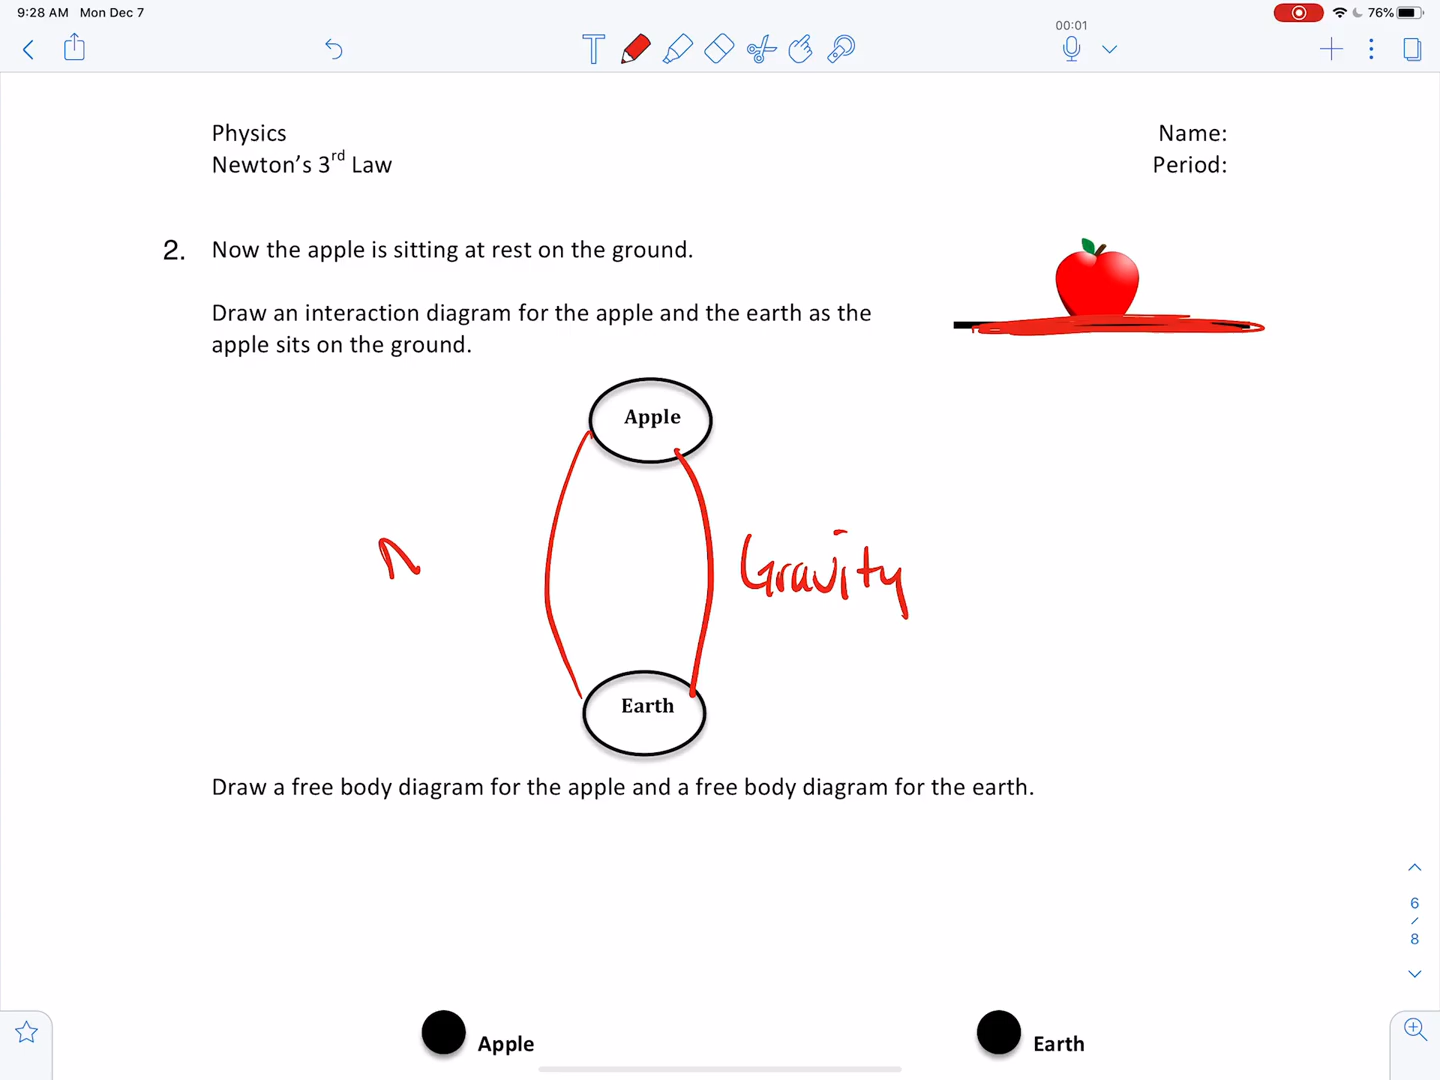 9:28 AM Mon Dec 7
76%
00:01
Physics
Name:
Newton's 3rd Law
Period:
2. Now the apple is sitting at rest on the ground.
Draw an interaction diagram for the apple and the earth as the
apple sits on the ground.
Apple
Gravity
Earth
Draw a free body diagram for the apple and a free body diagram for the earth.
6
/
8
Apple
Earth